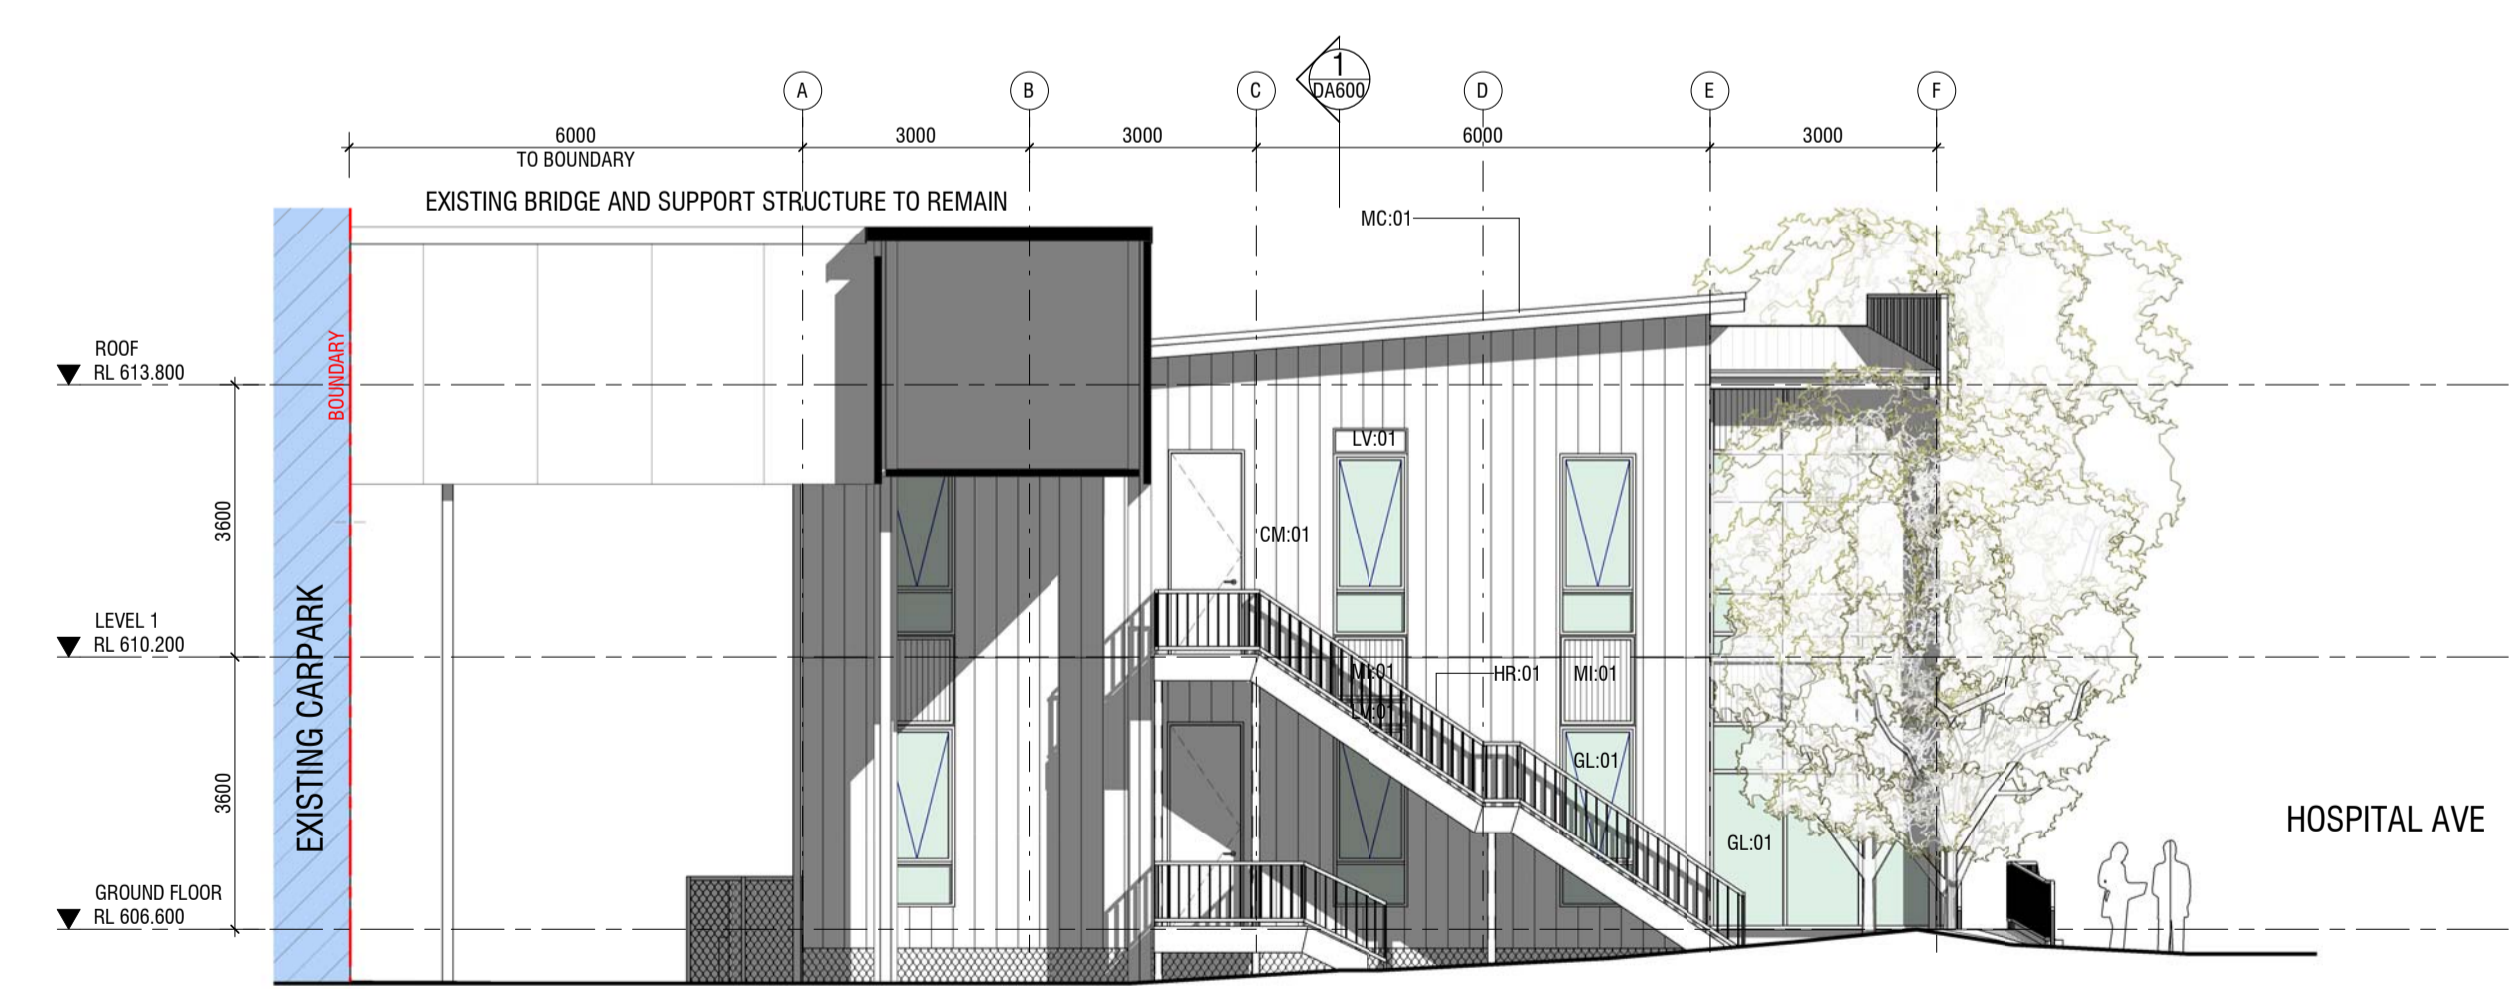 1
DA600
A
B
C
D
E
F
6000
3000
3000
6000
3000
TO BOUNDARY
EXISTING BRIDGE AND SUPPORT STRUCTURE TO REMAIN
MC:01
BOUNDARY
ROOF
RL 613.800
LV:01
3600
CM:01
EXISTING CARPARK
LEVEL 1
RL 610.200
MI:01
HR:01
MI:01
LV:01
GL:01
3600
HOSPITAL AVE
GL:01
GROUND FLOOR
RL 606.600